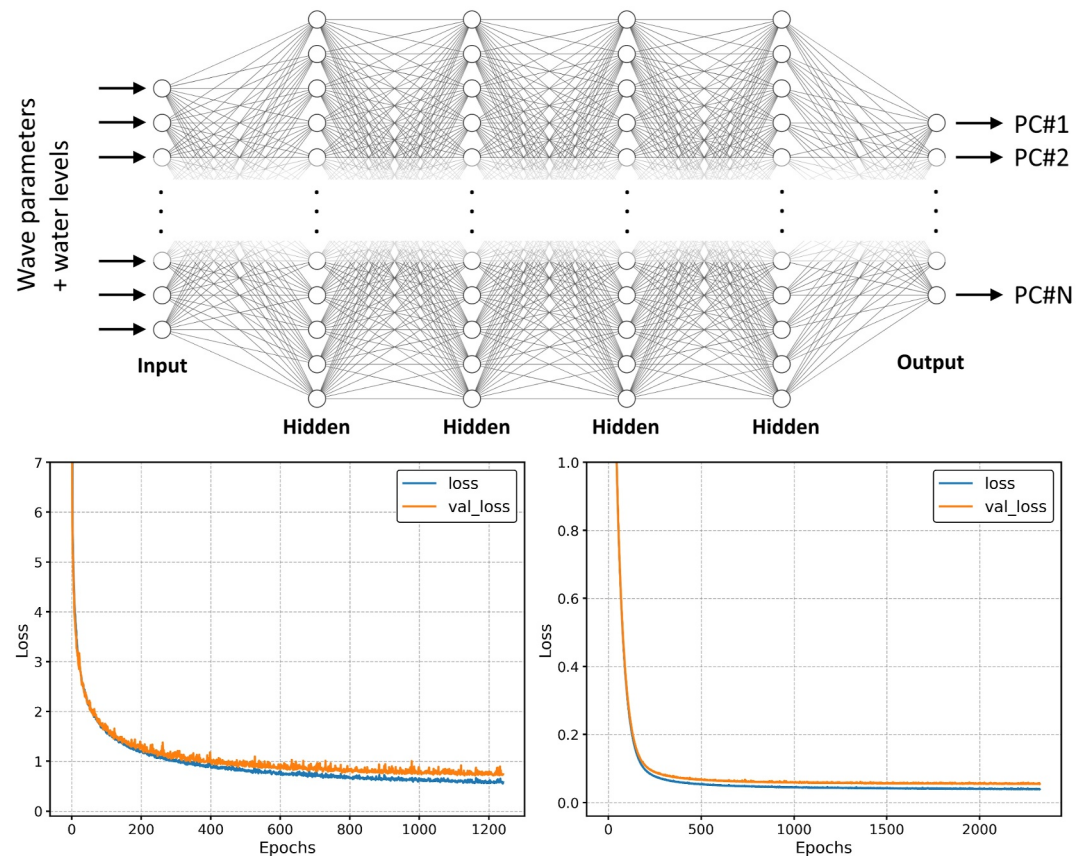 Wave parameters
+ water levels
PC#1
PC#2
PC#N
Input
Output
Hidden
Hidden
Hidden
Hidden
7
6
5
4
3
2
1
0
Loss
loss
val_loss
0
200
400
600
800
1000
1200
Epochs
1.0
0.8
0.6
0.4
0.2
0.0
Loss
loss
val_loss
0
500
1000
1500
2000
Epochs